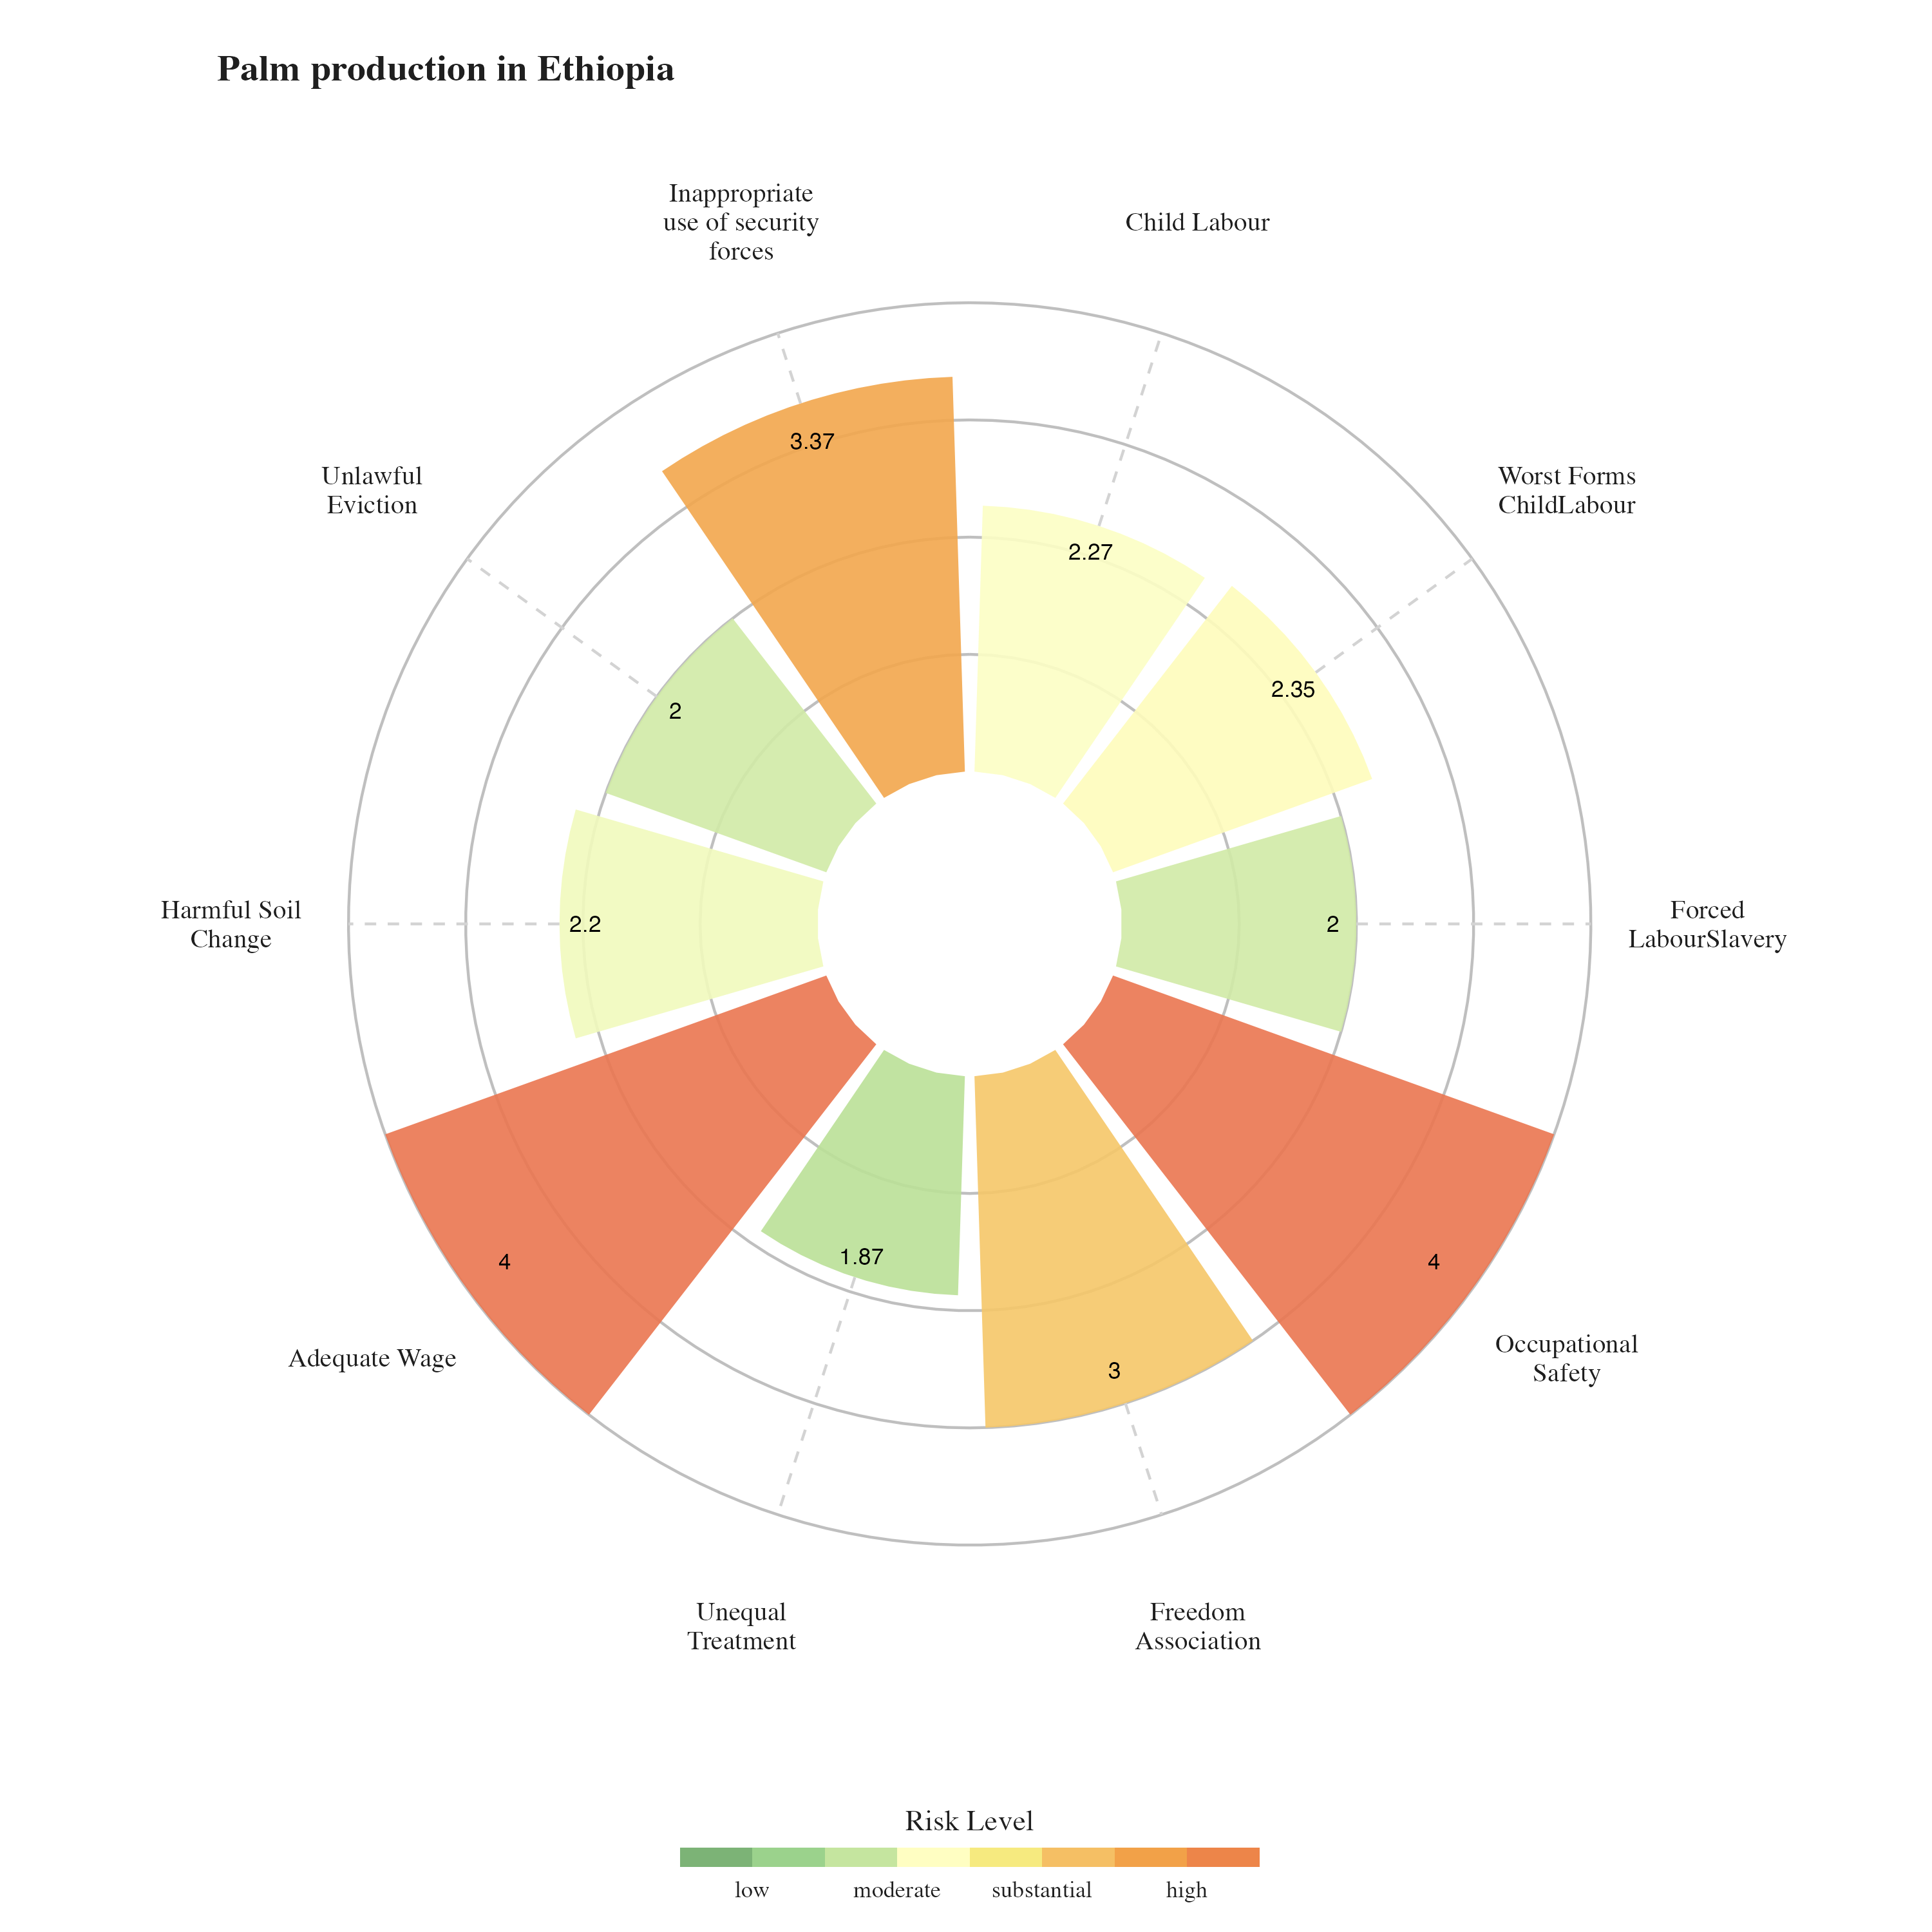 Palm production in Ethiopia
Inappropriate
use of security
forces
Child Labour
Unlawful
Eviction
Worst Forms
ChildLabour
3.37
2.27
2.35
2
Harmful Soil
Change
2.2
2
Forced
LabourSlavery
4
1.87
4
3
Adequate Wage
Occupational
Safety
Unequal
Treatment
Freedom
Association
Risk Level
low
moderate
substantial
high